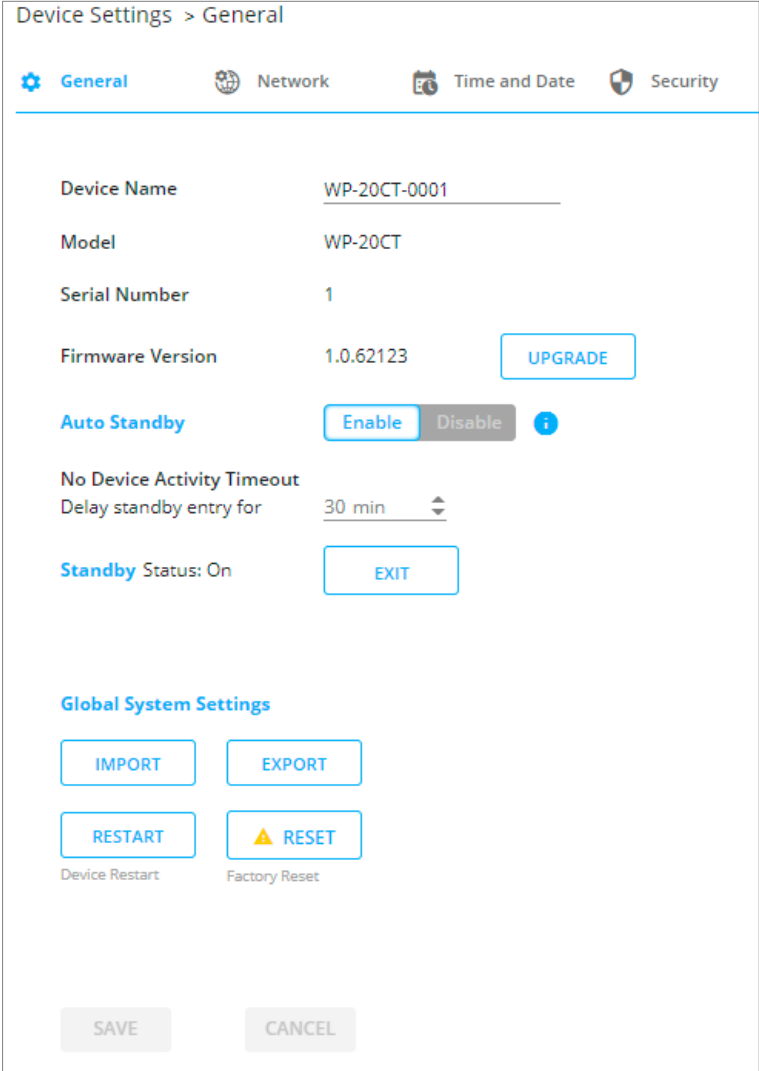 Device Settings > General
General Network Time and Date Security
Device Name WP-20CT-0001
Model WP-20CT
Serial Number 1
Firmware Version 1.0.62123 UPGRADE
Auto Standby Enable Disable i
No Device Activity Timeout
Delay standby entry for 30 min
Standby Status: On EXIT
Global System Settings
IMPORT EXPORT
RESTART RESET
Device Restart Factory Reset
SAVE CANCEL